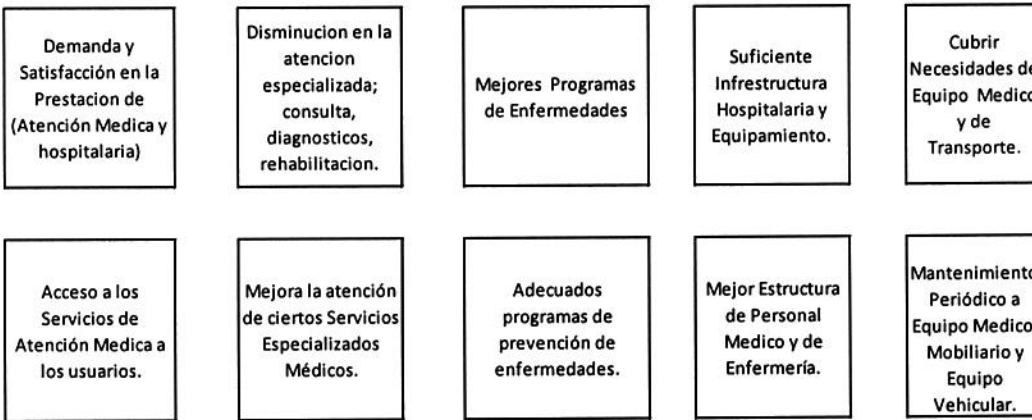 Demanda y
Satisfacción en la
Prestacion de
(Atención Medica y
hospitalaria)
Disminucion en la
atencion
especializada;
consulta,
diagnosticos,
rehabilitacion.
Mejores Programas
de Enfermedades
Suficiente
Infrestructura
Hospitalaria y
Equipamiento.
Cubrir
Necesidades de
Equipo Medico
y de
Transporte.
Acceso a los
Servicios de
Atención Medica a
los usuarios.
Mejora la atención
de ciertos Servicios
Especializados
Médicos.
Adecuados
programas de
prevención de
enfermedades.
Mejor Estructura
de Personal
Medico y de
Enfermería.
Mantenimiento
Periódico a
Equipo Medico
Mobiliario y
Equipo
Vehicular.